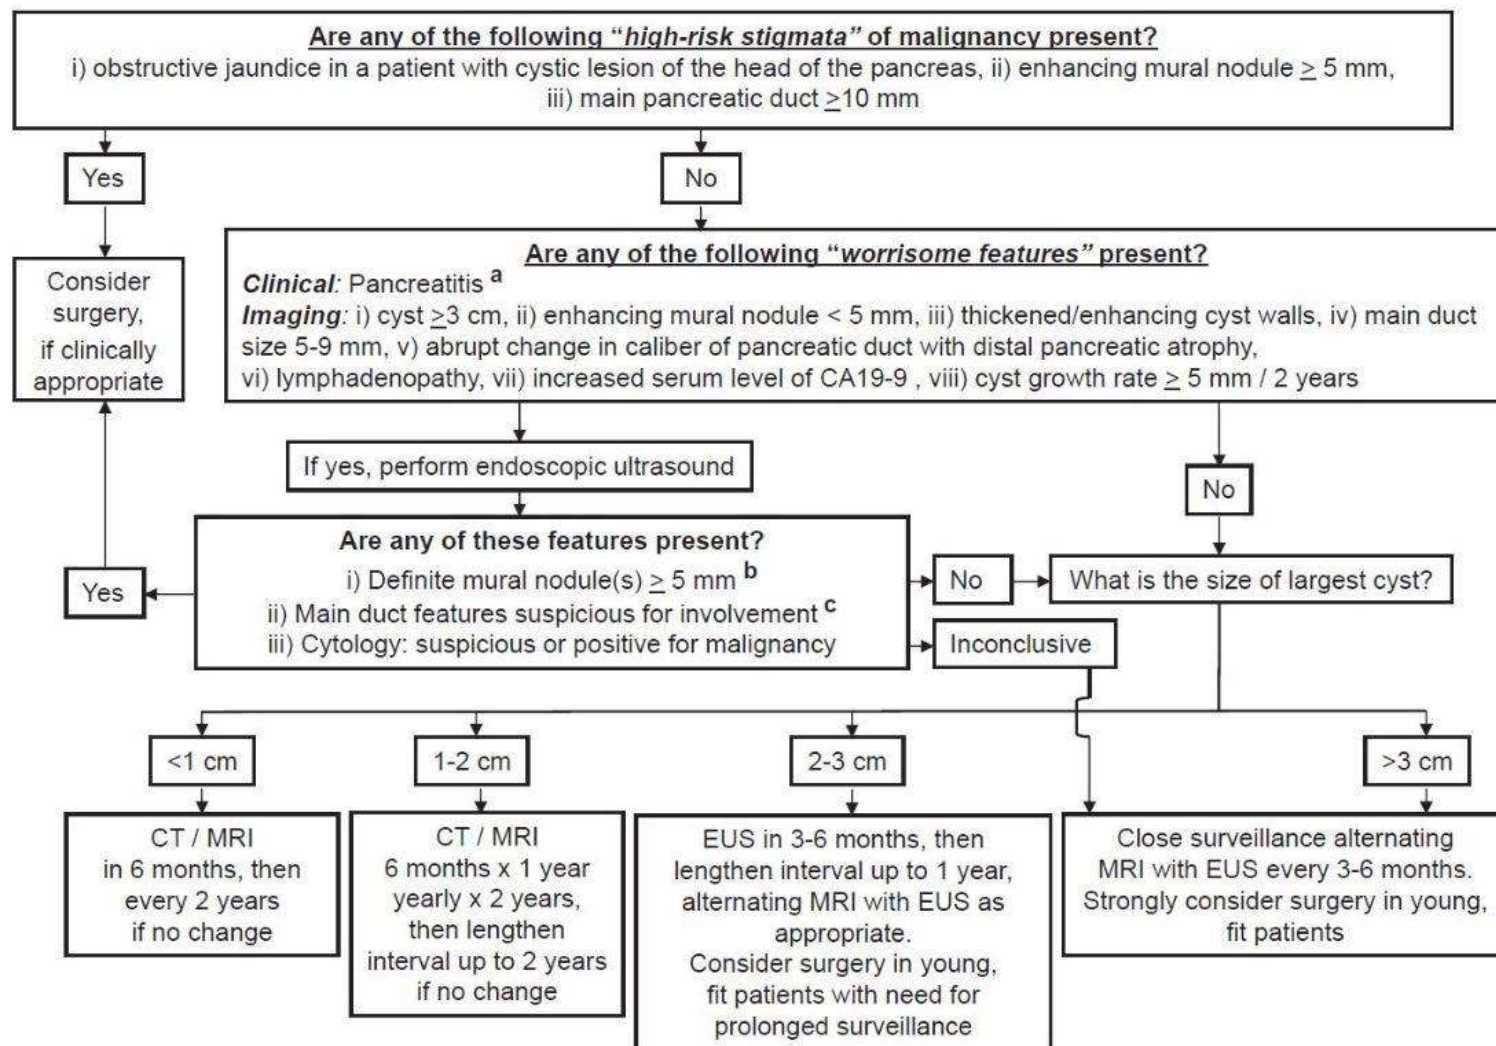 Are any of the following “high-risk stigmata” of malignancy present?
i) obstructive jaundice in a patient with cystic lesion of the head of the pancreas, ii) enhancing mural nodule ≥ 5 mm,
iii) main pancreatic duct ≥10 mm
Yes
No
Consider
surgery,
if clinically
appropriate
Are any of the following “worrisome features” present?
Clinical: Pancreatitis a
Imaging: i) cyst ≥3 cm, ii) enhancing mural nodule < 5 mm, iii) thickened/enhancing cyst walls, iv) main duct
size 5-9 mm, v) abrupt change in caliber of pancreatic duct with distal pancreatic atrophy,
vi) lymphadenopathy, vii) increased serum level of CA19-9 , viii) cyst growth rate ≥ 5 mm / 2 years
If yes, perform endoscopic ultrasound
No
Are any of these features present?
i) Definite mural nodule(s) ≥ 5 mm b
ii) Main duct features suspicious for involvement c
iii) Cytology: suspicious or positive for malignancy
Yes
No
Inconclusive
What is the size of largest cyst?
<1 cm
1-2 cm
2-3 cm
>3 cm
CT / MRI
in 6 months, then
every 2 years
if no change
CT / MRI
6 months x 1 year
yearly x 2 years,
then lengthen
interval up to 2 years
if no change
EUS in 3-6 months, then
lengthen interval up to 1 year,
alternating MRI with EUS as
appropriate.
Consider surgery in young,
fit patients with need for
prolonged surveillance
Close surveillance alternating
MRI with EUS every 3-6 months.
Strongly consider surgery in young,
fit patients